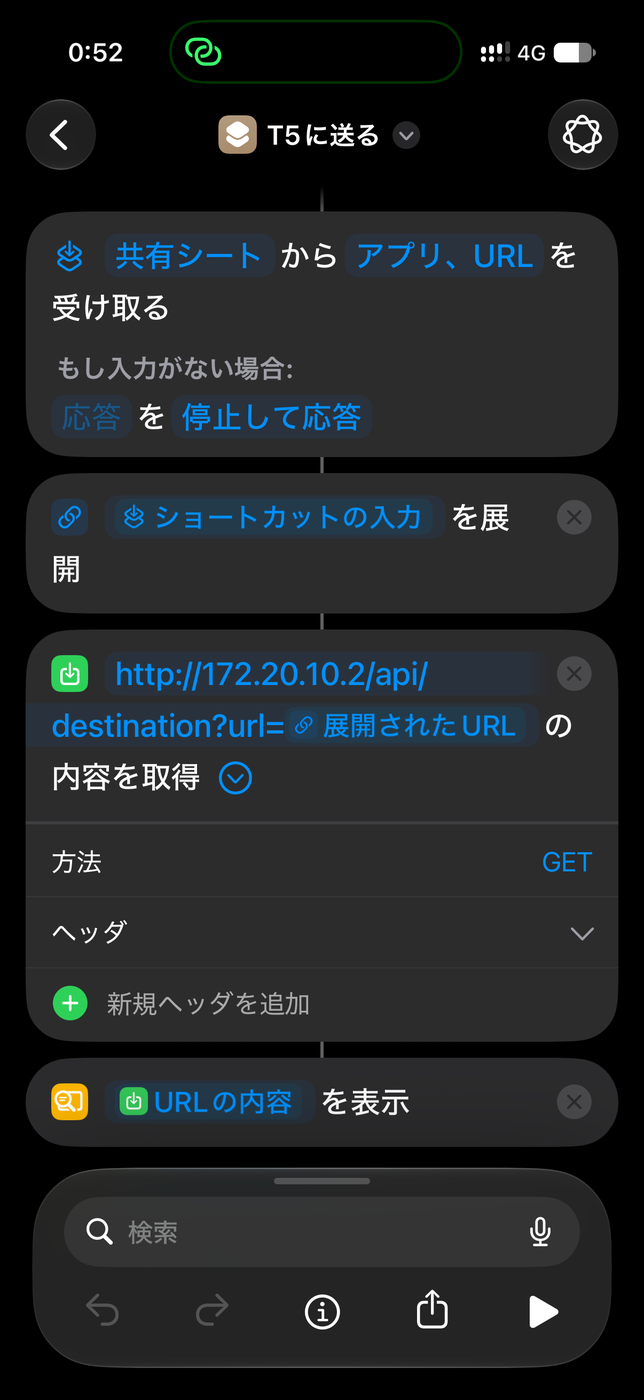 0:52
4G
T5に送る
共有シート から アプリ、URL を
受け取る
もし入力がない場合:
応答 を 停止して応答
ショートカットの入力 を展
開
http://172.20.10.2/api/
destination?url= 展開されたURL の
内容を取得
方法 GET
ヘッダ
新規ヘッダを追加
URLの内容 を表示
検索